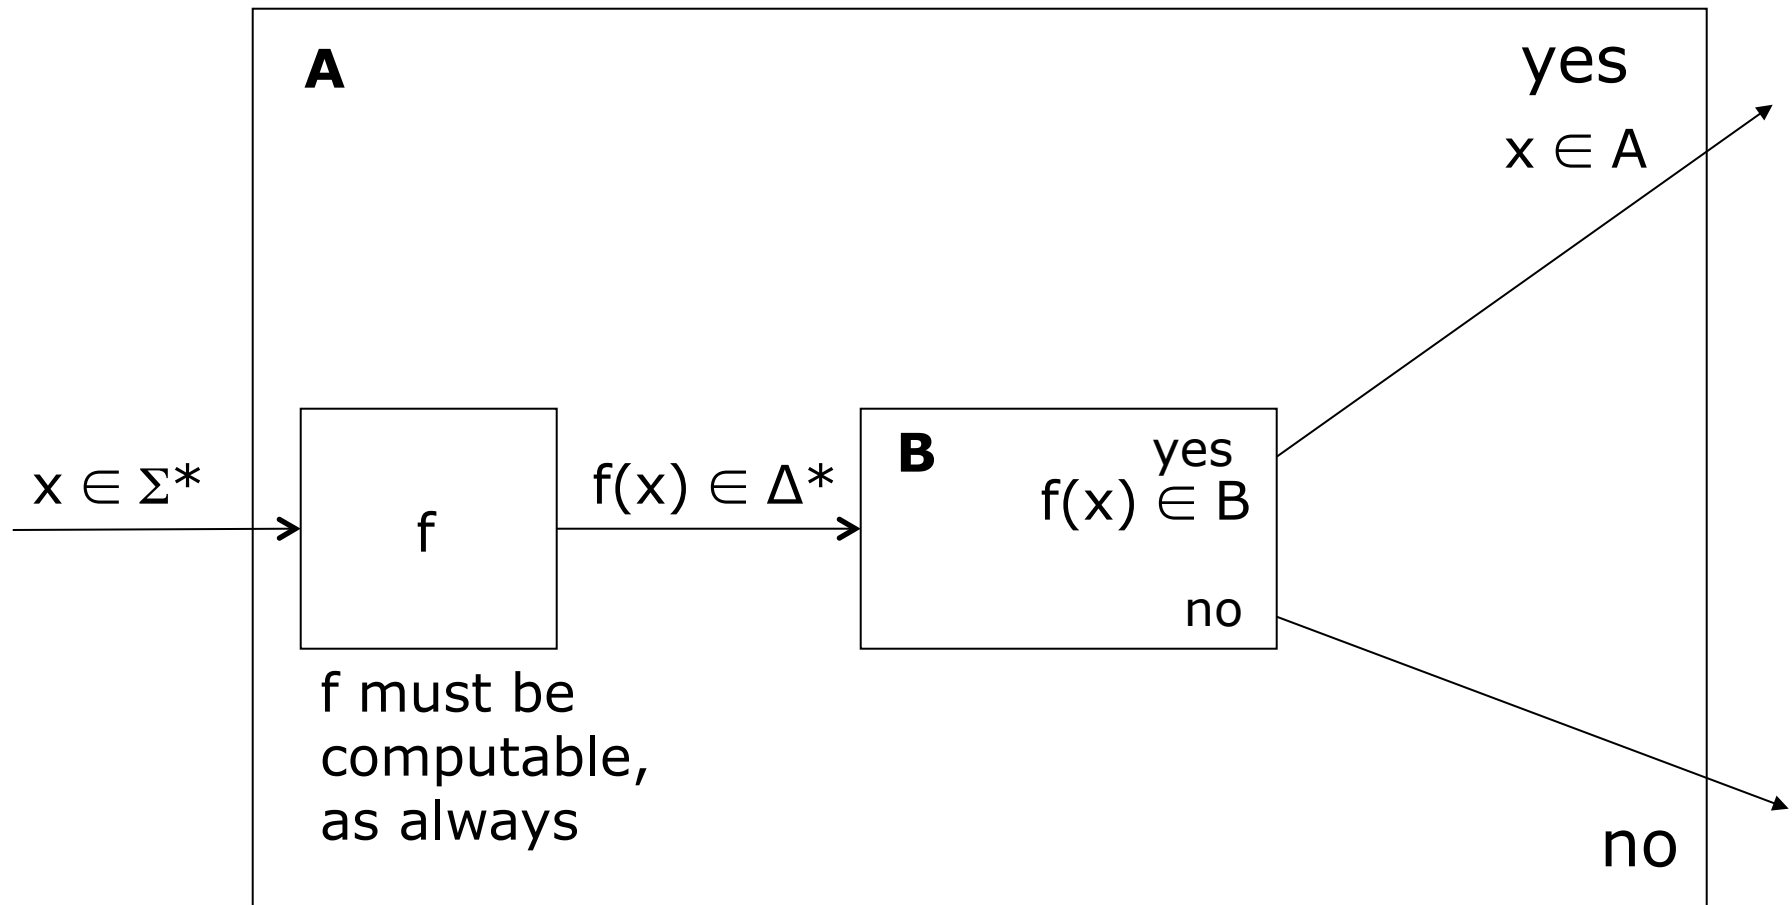 A
yes
x ∈ A
x ∈ Σ*
f
f(x) ∈ Δ*
B
yes
f(x) ∈ B
no
f must be
computable,
as always
no